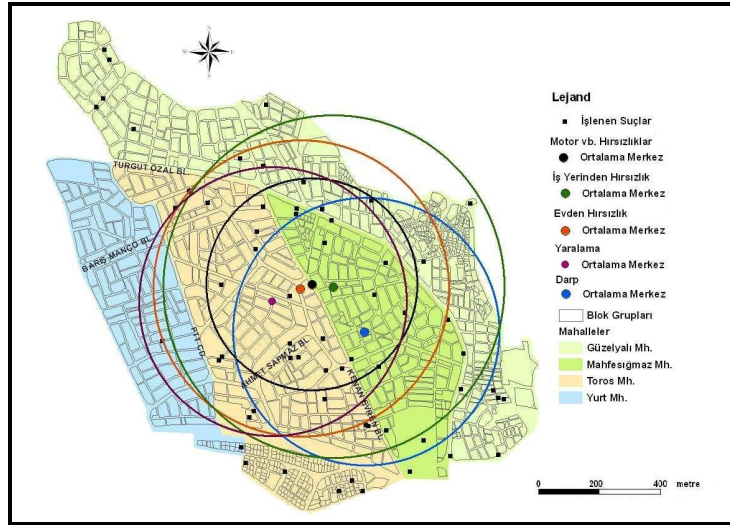 TURGUT ÖZAL BL.
BARIŞ MANÇO BL.
PTT CD.
AHMET SAPMAZ BL.
KENAN EVREN BL.
Lejand
İşlenen Suçlar
Motor vb. Hırsızlıklar
Ortalama Merkez
İş Yerinden Hırsızlık
Ortalama Merkez
Evden Hırsızlık
Ortalama Merkez
Yaralama
Ortalama Merkez
Darp
Ortalama Merkez
Blok Grupları
Mahalleler
Güzelyalı Mh.
Mahfesığmaz Mh.
Toros Mh.
Yurt Mh.
0 200 400 metre